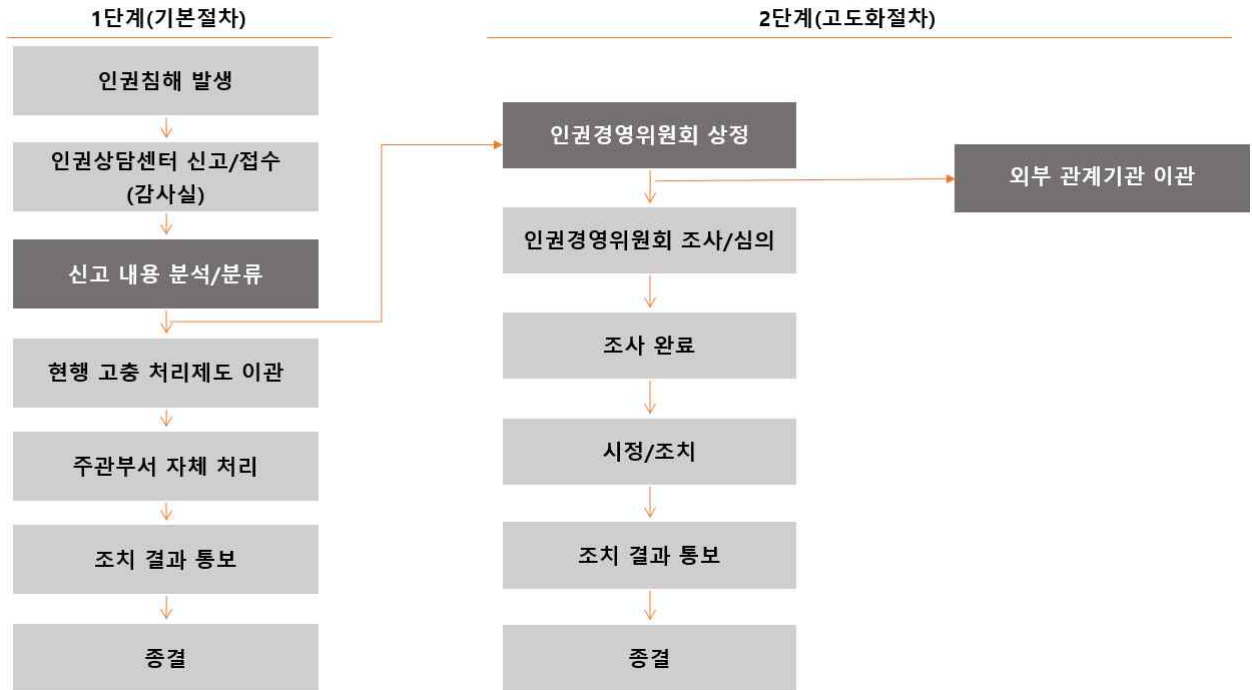 1단계(기본절차)
인권침해 발생
인권상담센터 신고/접수
(감사실)
신고 내용 분석/분류
현행 고충 처리제도 이관
주관부서 자체 처리
조치 결과 통보
종결
2단계(고도화절차)
인권경영위원회 상정
외부 관계기관 이관
인권경영위원회 조사/심의
조사 완료
시정/조치
조치 결과 통보
종결